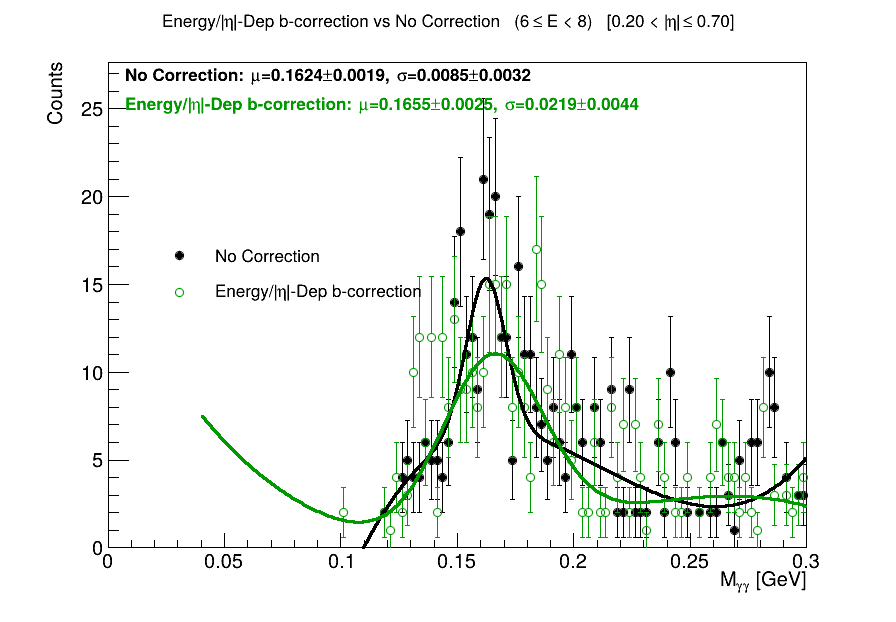 Energy/|η|-Dep b-correction vs No Correction (6 ≤ E < 8) [0.20 < |η| ≤ 0.70]
No Correction: μ=0.1624±0.0019, σ=0.0085±0.0032
Energy/|η|-Dep b-correction: μ=0.1655±0.0025, σ=0.0219±0.0044
Counts
25
20
15
10
5
0
No Correction
Energy/|η|-Dep b-correction
0 0.05 0.1 0.15 0.2 0.25 0.3
M_γγ [GeV]